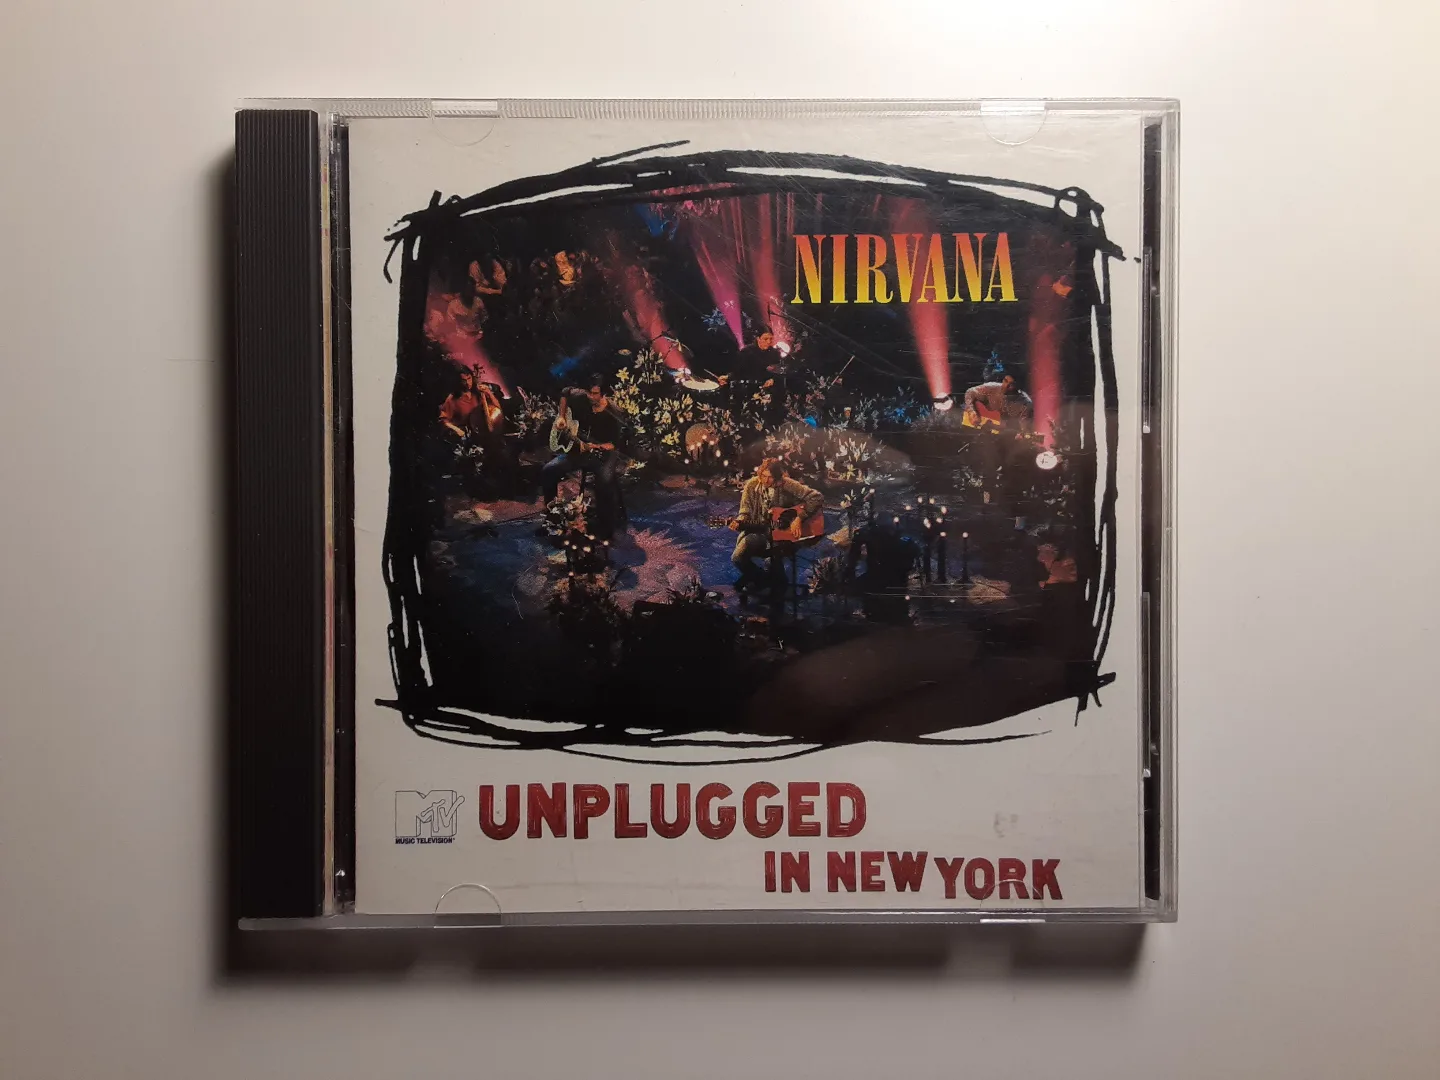 NIRVANA
MTV
MUSIC TELEVISION®
UNPLUGGED
IN NEW YORK